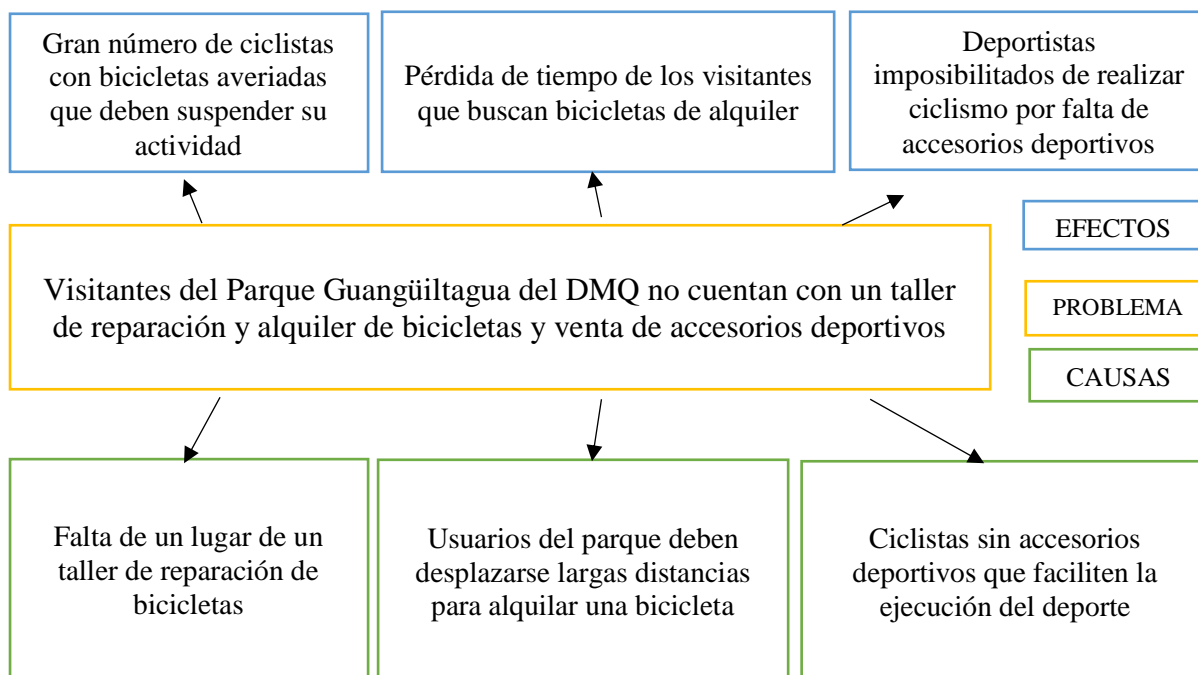 Gran número de ciclistas
con bicicletas averiadas
que deben suspender su
actividad
Pérdida de tiempo de los visitantes
que buscan bicicletas de alquiler
Deportistas
imposibilitados de realizar
ciclismo por falta de
accesorios deportivos
EFECTOS
Visitantes del Parque Guangüiltagua del DMQ no cuentan con un taller
de reparación y alquiler de bicicletas y venta de accesorios deportivos
PROBLEMA
CAUSAS
Falta de un lugar de un
taller de reparación de
bicicletas
Usuarios del parque deben
desplazarse largas distancias
para alquilar una bicicleta
Ciclistas sin accesorios
deportivos que faciliten la
ejecución del deporte